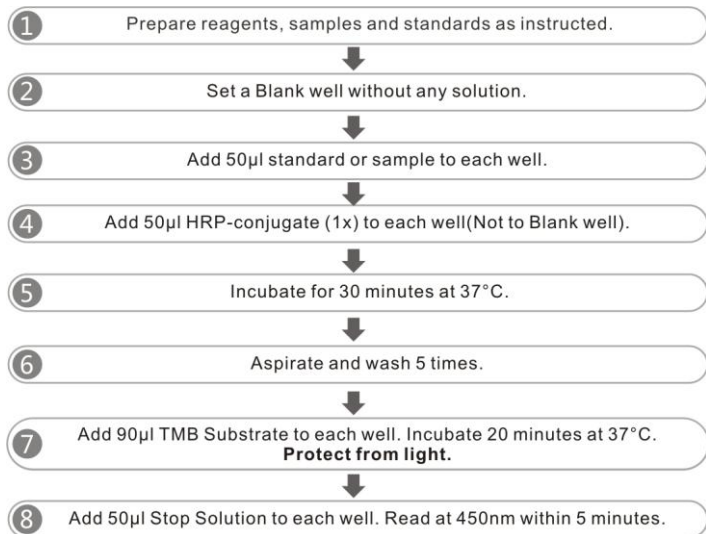 1 Prepare reagents, samples and standards as instructed.
2 Set a Blank well without any solution.
3 Add 50µl standard or sample to each well.
4 Add 50µl HRP-conjugate (1x) to each well(Not to Blank well).
5 Incubate for 30 minutes at 37°C.
6 Aspirate and wash 5 times.
7 Add 90µl TMB Substrate to each well. Incubate 20 minutes at 37°C.
Protect from light.
8 Add 50µl Stop Solution to each well. Read at 450nm within 5 minutes.